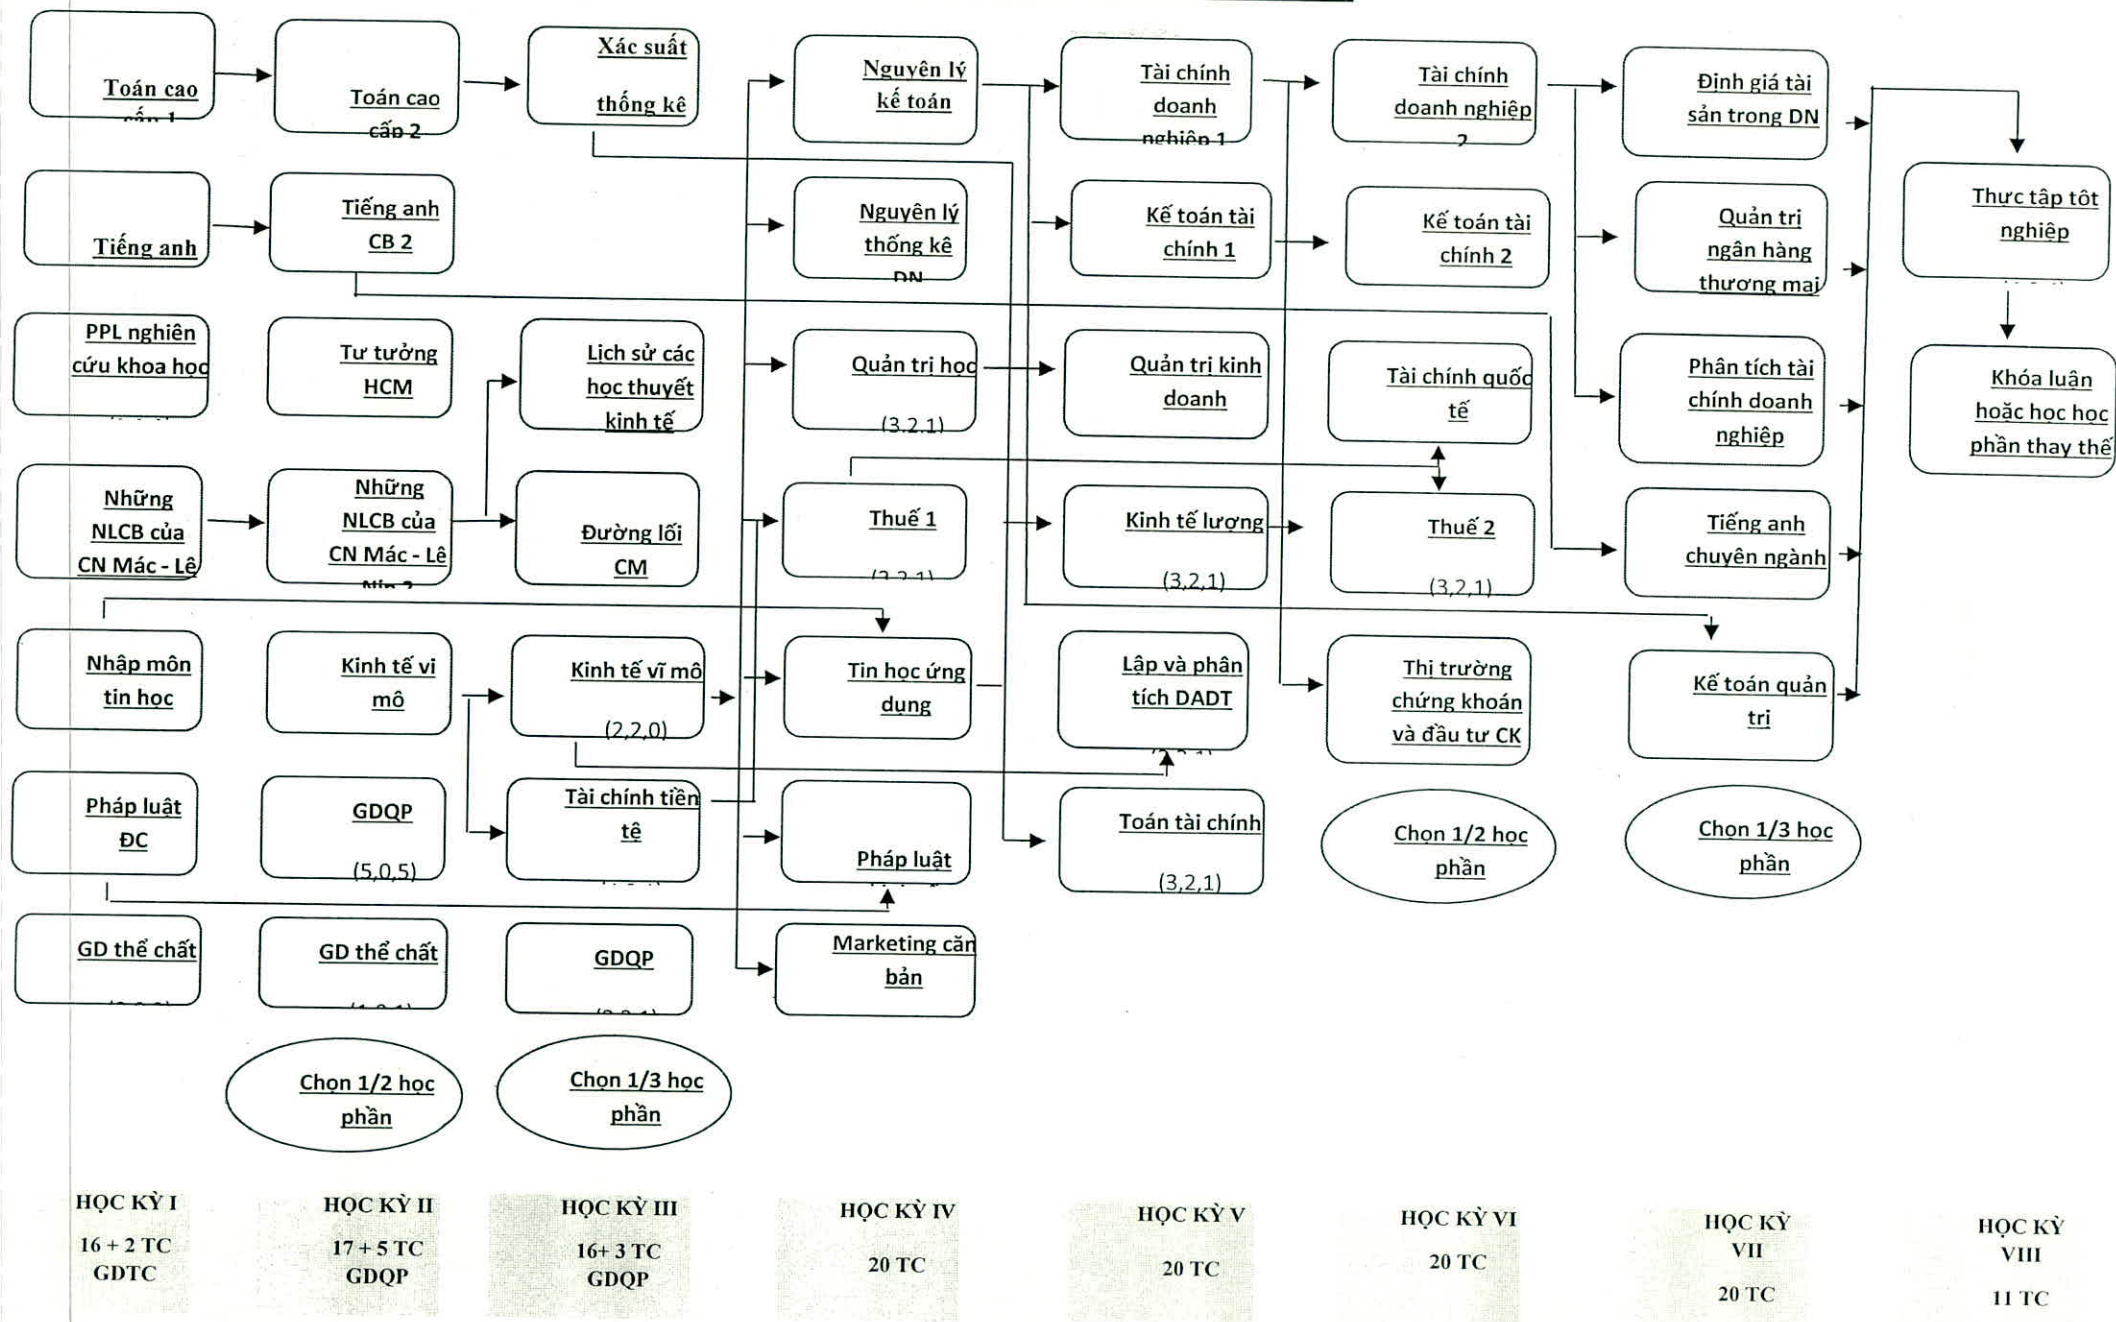 Toán cao
cấp 1
Toán cao
cấp 2
Xác suất
thống kê
Nguyên lý
kế toán
Tài chính
doanh
nghiệp 1
Tài chính
doanh nghiệp
2
Định giá tài
sản trong DN
Thực tập tôt
nghiệp
Tiếng anh
Tiếng anh
CB 2
Nguyên lý
thống kê
DN
Kế toán tài
chính 1
Kế toán tài
chính 2
Quản trị
ngân hàng
thương mại
PPL nghiên
cứu khoa học
Tư tưởng
HCM
Lịch sử các
học thuyết
kinh tế
Quản trị học
(3.2.1)
Quản trị kinh
doanh
Tài chính quốc
tế
Phân tích tài
chính doanh
nghiệp
Khóa luận
hoặc học học
phần thay thế
Những
NLCB của
CN Mác - Lê
Những
NLCB của
CN Mác - Lê
Nin 2
Đường lối
CM
Thuế 1
(3,2,1)
Kinh tế lượng
(3,2,1)
Thuế 2
(3,2,1)
Tiếng anh
chuyên ngành
Nhập môn
tin học
Kinh tế vi
mô
Kinh tế vĩ mô
(2,2,0)
Tin học ứng
dụng
Lập và phân
tích DADT
Thị trường
chứng khoán
và đầu tư CK
Kế toán quản
trị
Pháp luật
ĐC
GDQP
(5,0,5)
Tài chính tiền
tệ
Pháp luật
Toán tài chính
(3,2,1)
Chọn 1/2 học
phần
Chọn 1/3 học
phần
GD thể chất
GD thể chất
GDQP
Marketing căn
bản
Chọn 1/2 học
phần
Chọn 1/3 học
phần
HỌC KỲ I
16 + 2 TC
GDTC
HỌC KỲ II
17 + 5 TC
GDQP
HỌC KỲ III
16+ 3 TC
GDQP
HỌC KỲ IV
20 TC
HỌC KỲ V
20 TC
HỌC KỲ VI
20 TC
HỌC KỲ
VII
20 TC
HỌC KỲ
VIII
11 TC